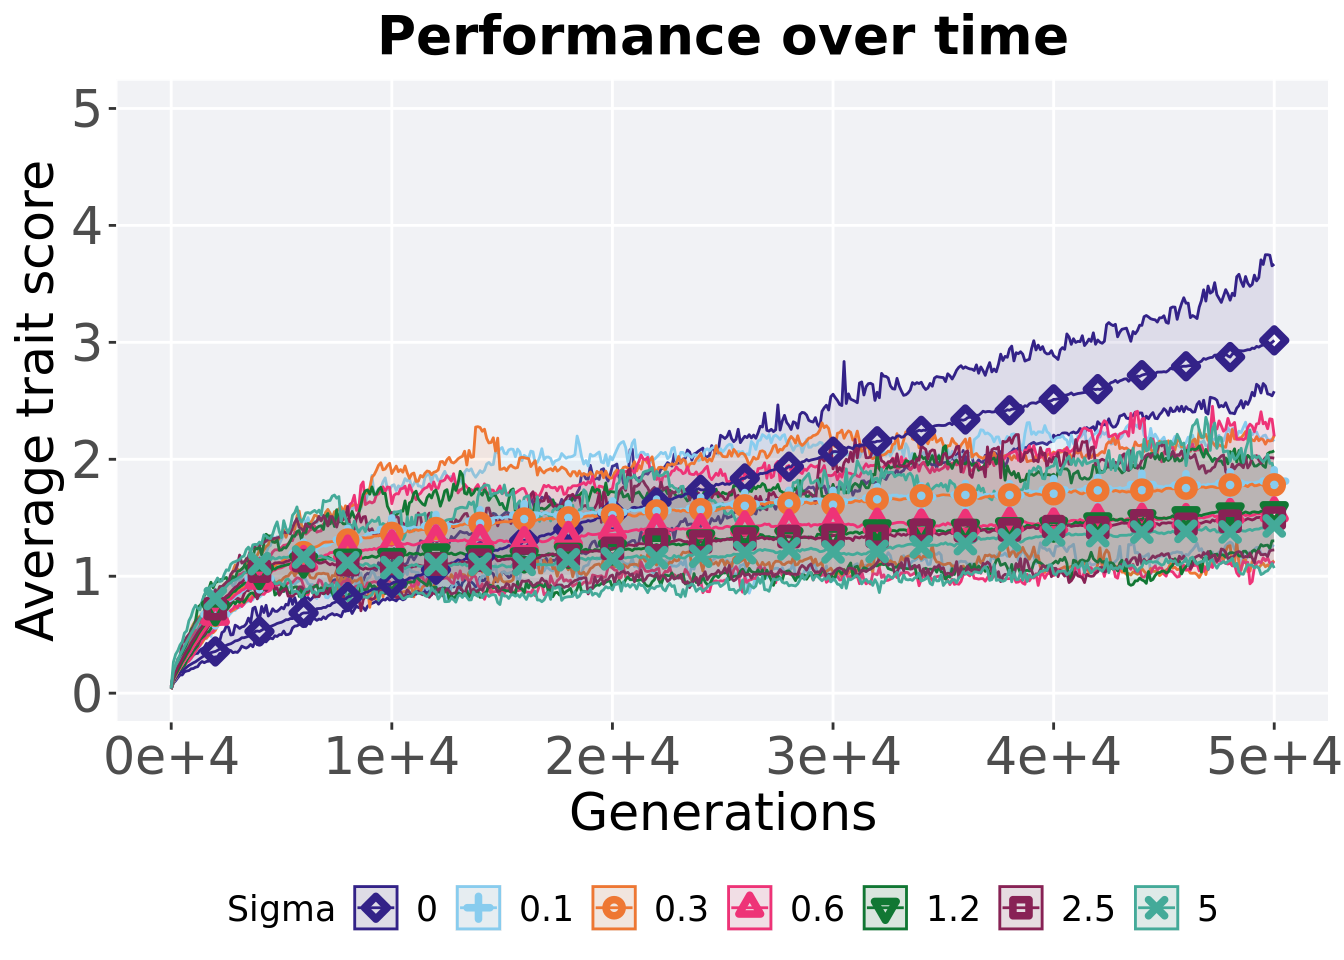 Performance over time
Average trait score
5
4
3
2
1
0
0e+4 1e+4 2e+4 3e+4 4e+4 5e+4
Generations
Sigma 0 0.1 0.3 0.6 1.2 2.5 5